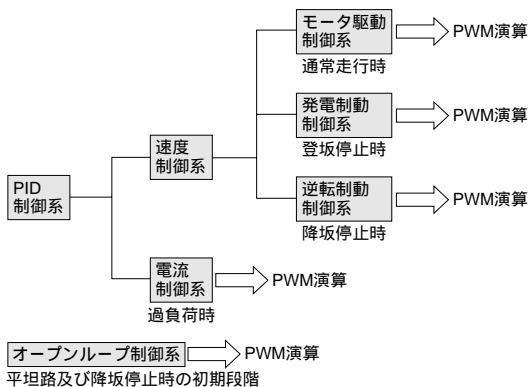 モータ駆動
制御系
PWM演算
通常走行時
発電制動
制御系
PWM演算
登坂停止時
速度
制御系
PID
制御系
逆転制動
制御系
PWM演算
降坂停止時
電流
制御系
PWM演算
過負荷時
オープンループ制御系
PWM演算
平坦路及び降坂停止時の初期段階